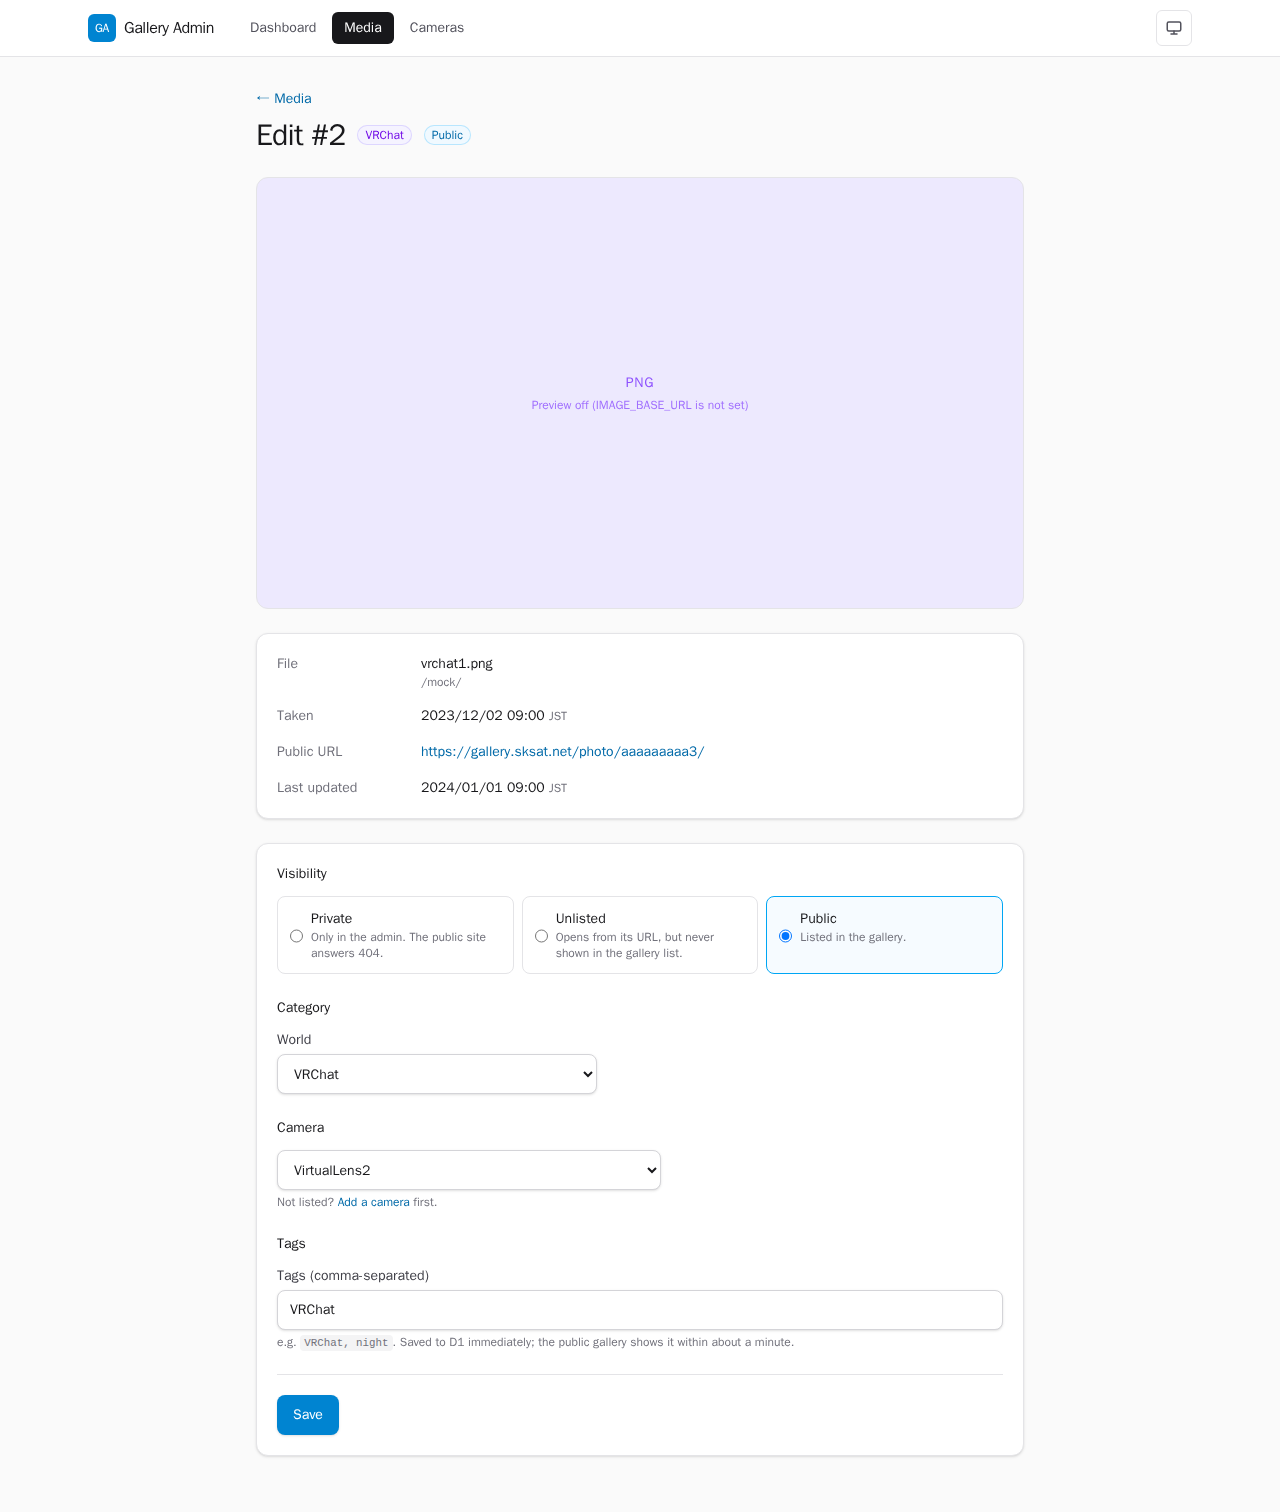 GA Gallery Admin Dashboard Media Cameras
← Media
Edit #2 VRChat Public
PNG
Preview off (IMAGE_BASE_URL is not set)
File vrchat1.png
/mock/
Taken 2023/12/02 09:00 JST
Public URL https://gallery.sksat.net/photo/aaaaaaaaa3/
Last updated 2024/01/01 09:00 JST
Visibility
Private
Only in the admin. The public site
answers 404.
Unlisted
Opens from its URL, but never
shown in the gallery list.
Public
Listed in the gallery.
Category
World
VRChat
Camera
VirtualLens2
Not listed? Add a camera first.
Tags
Tags (comma-separated)
VRChat
e.g. VRChat, night. Saved to D1 immediately; the public gallery shows it within about a minute.
Save